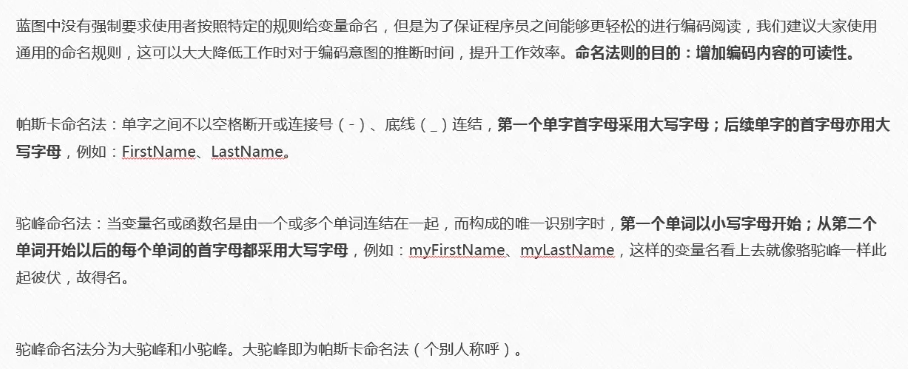 蓝图中没有强制要求使用者按照特定的规则给变量命名，但是为了保证程序员之间能够更轻松的进行编码阅读，我们建议大家使用
通用的命名规则，这可以大大降低工作时对于编码意图的推断时间，提升工作效率。命名法则的目的：增加编码内容的可读性。
帕斯卡命名法：单字之间不以空格断开或连接号（-）、底线（_）连结，第一个单字首字母采用大写字母；后续单字的首字母亦用大
写字母，例如：FirstName、LastName。
驼峰命名法：当变量名或函数名是由一个或多个单词连结在一起，而构成的唯一识别字时，第一个单词以小写字母开始；从第二个
单词开始以后的每个单词的首字母都采用大写字母，例如：myFirstName、myLastName，这样的变量名看上去就像骆驼峰一样此
起彼伏，故得名。
驼峰命名法分为大驼峰和小驼峰。大驼峰即为帕斯卡命名法（个别人称呼）。